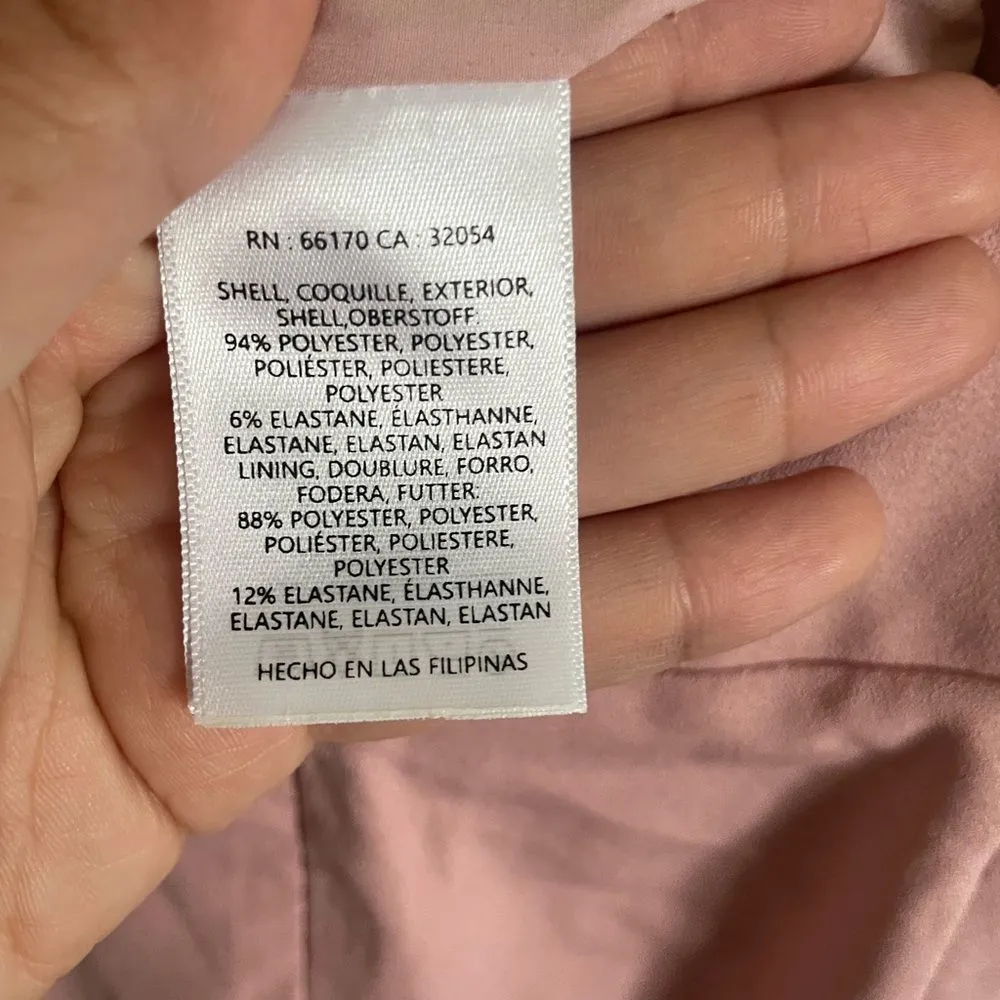 RN : 66170 CA : 32054
SHELL, COQUILLE, EXTERIOR,
SHELL,OBERSTOFF:
94% POLYESTER, POLYESTER,
POLIÉSTER, POLIESTERE,
POLYESTER
6% ELASTANE, ÉLASTHANNE,
ELASTANE, ELASTAN, ELASTAN
LINING, DOUBLURE, FORRO,
FODERA, FUTTER:
88% POLYESTER, POLYESTER,
POLIÉSTER, POLIESTERE,
POLYESTER
12% ELASTANE, ÉLASTHANNE,
ELASTANE, ELASTAN, ELASTAN
HECHO EN LAS FILIPINAS